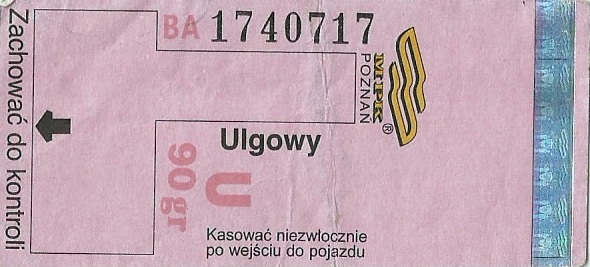 BA 1740717
Zachować do kontroli
MPK
POZNAŃ
®
Ulgowy
U
90 gr
Kasować niezwłocznie
po wejściu do pojazdu